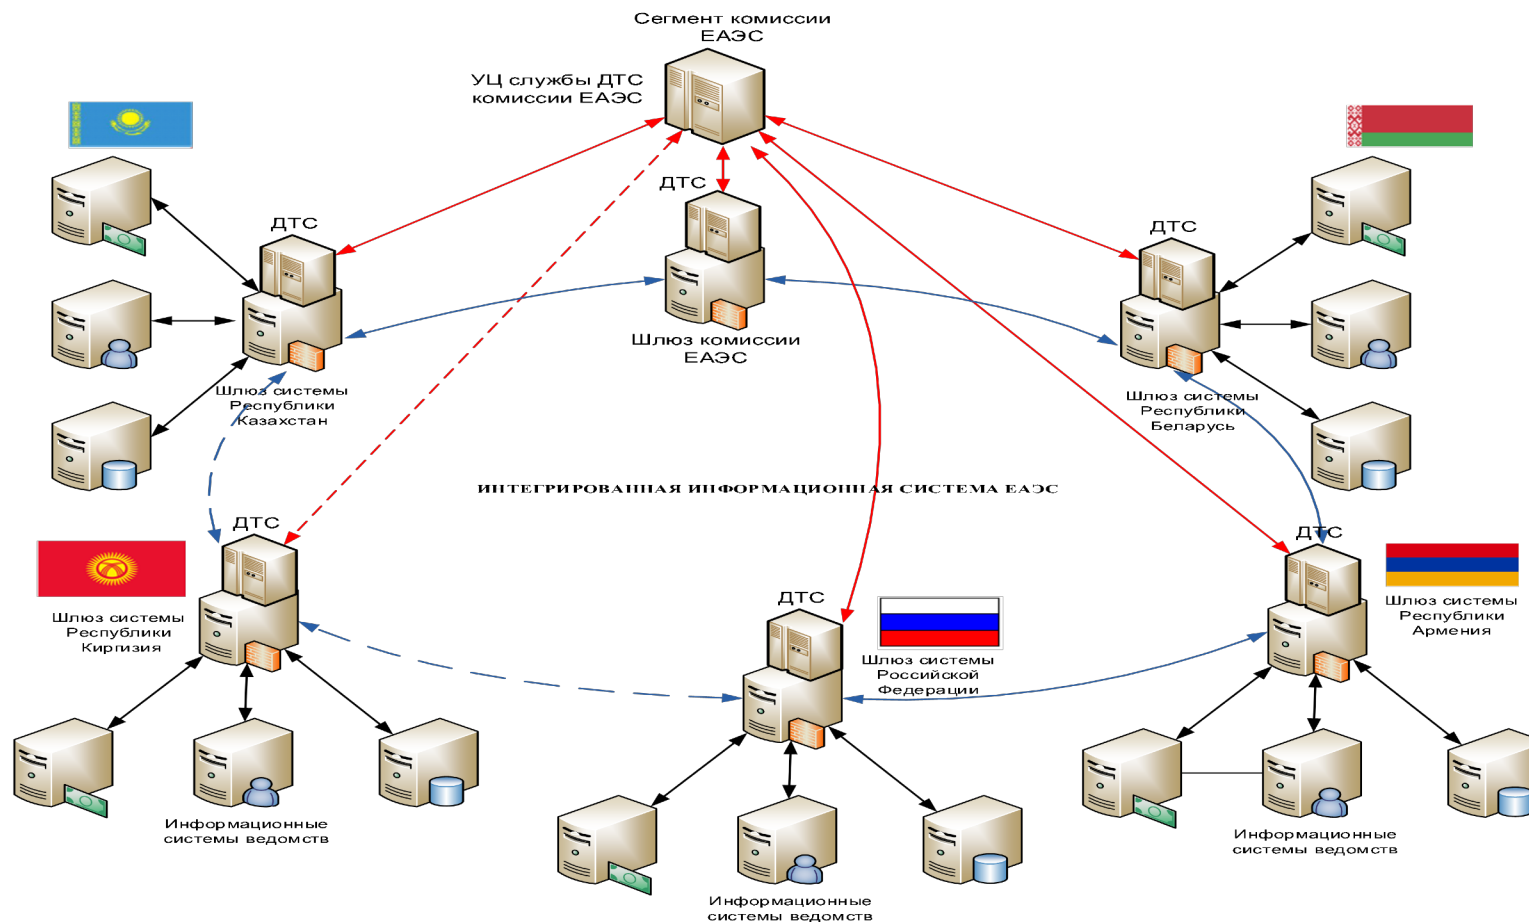 Сегмент комиссии
ЕАЭС
УЦ службы ДТС
комиссии ЕАЭС
ДТС
ДТС
ДТС
Шлюз комиссии
ЕАЭС
Шлюз системы
Республики
Казахстан
Шлюз системы
Республики
Беларусь
ИНТЕГРИРОВАННАЯ ИНФОРМАЦИОННАЯ СИСТЕМА ЕАЭС
ДТС
ДТС
Шлюз системы
Республики
Киргизия
ДТС
Шлюз системы
Республики
Армения
Шлюз системы
Российской
Федерации
Информационные
системы ведомств
Информационные
системы ведомств
Информационные
системы ведомств